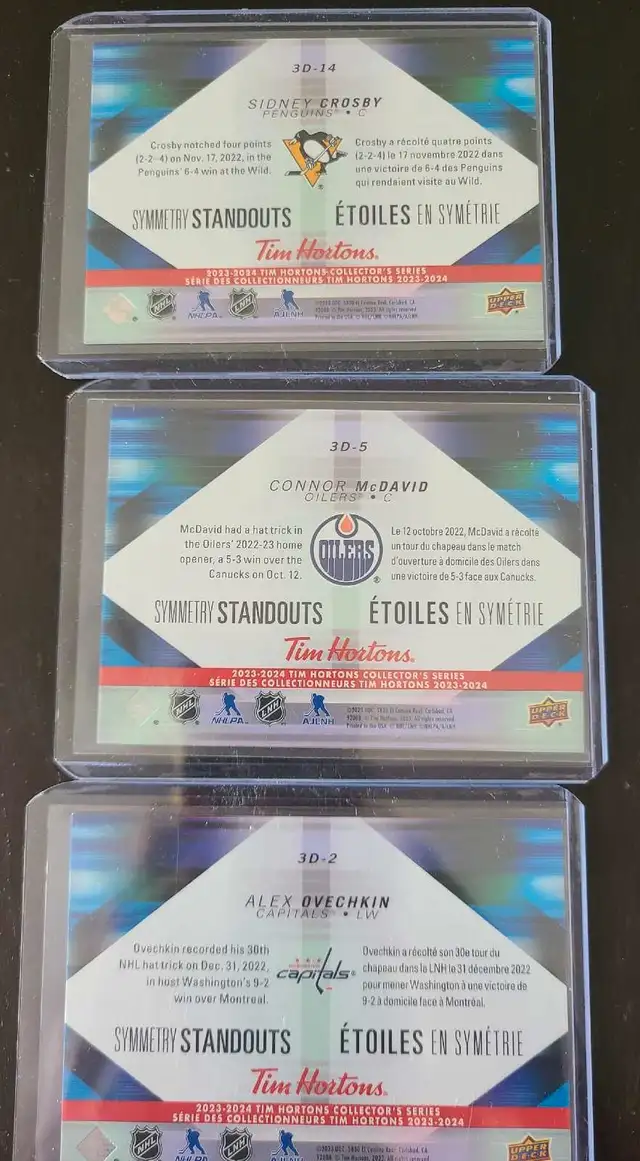 3D-14
SIDNEY CROSBY
PENGUINS • C
Crosby notched four points
(2-2-4) on Nov. 17, 2022, in the
Penguins' 6-4 win at the Wild.
Crosby a récolté quatre points
(2-2-4) le 17 novembre 2022 dans
une victoire de 6-4 des Penguins
qui rendaient visite au Wild.
SYMMETRY STANDOUTS
ÉTOILES EN SYMÉTRIE
Tim Hortons.
2023-2024 TIM HORTONS COLLECTOR'S SERIES
SÉRIE DES COLLECTIONNEURS TIM HORTONS 2023-2024
NHL
NHLPA
NHL
AJLNH
UPPER
DECK
3D-5
CONNOR McDAVID
OILERS • C
McDavid had a hat trick in
the Oilers' 2022-23 home
opener, a 5-3 win over the
Canucks on Oct. 12.
OILERS
Le 12 octobre 2022, McDavid a récolté
un tour du chapeau dans le match
d'ouverture à domicile des Oilers dans
une victoire de 5-3 face aux Canucks.
SYMMETRY STANDOUTS
ÉTOILES EN SYMÉTRIE
Tim Hortons.
2023-2024 TIM HORTONS COLLECTOR'S SERIES
SÉRIE DES COLLECTIONNEURS TIM HORTONS 2023-2024
NHL
NHLPA
NHL
AJLNH
UPPER
DECK
3D-2
ALEX OVECHKIN
CAPITALS • LW
Ovechkin recorded his 30th
NHL hat trick on Dec. 31, 2022,
in host Washington's 9-2
win over Montreal.
capitals
Ovechkin a récolté son 30e tour du
chapeau dans la LNH le 31 décembre 2022
pour mener Washington à une victoire de
9-2 à domicile face à Montréal.
SYMMETRY STANDOUTS
ÉTOILES EN SYMÉTRIE
Tim Hortons.
2023-2024 TIM HORTONS COLLECTOR'S SERIES
SÉRIE DES COLLECTIONNEURS TIM HORTONS 2023-2024
NHL
NHLPA
NHL
AJLNH
UPPER
DECK